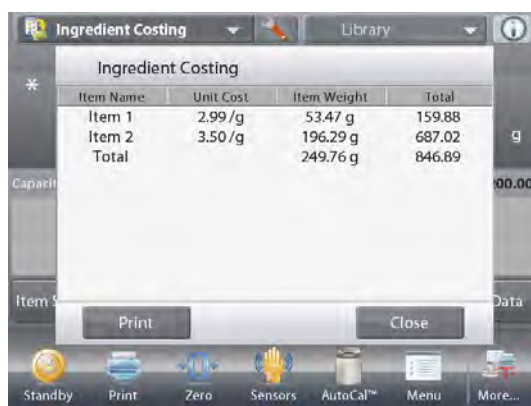 Ingredient Costing Library
Ingredient Costing
*
Item Name Unit Cost Item Weight Total
Item 1 2.99 /g 53.47 g 159.88
Item 2 3.50 /g 196.29 g 687.02
Total 249.76 g 846.89
g
Capacit 200.00
Item S Data
Print Close
Standby Print Zero Sensors AutoCal™ Menu More...